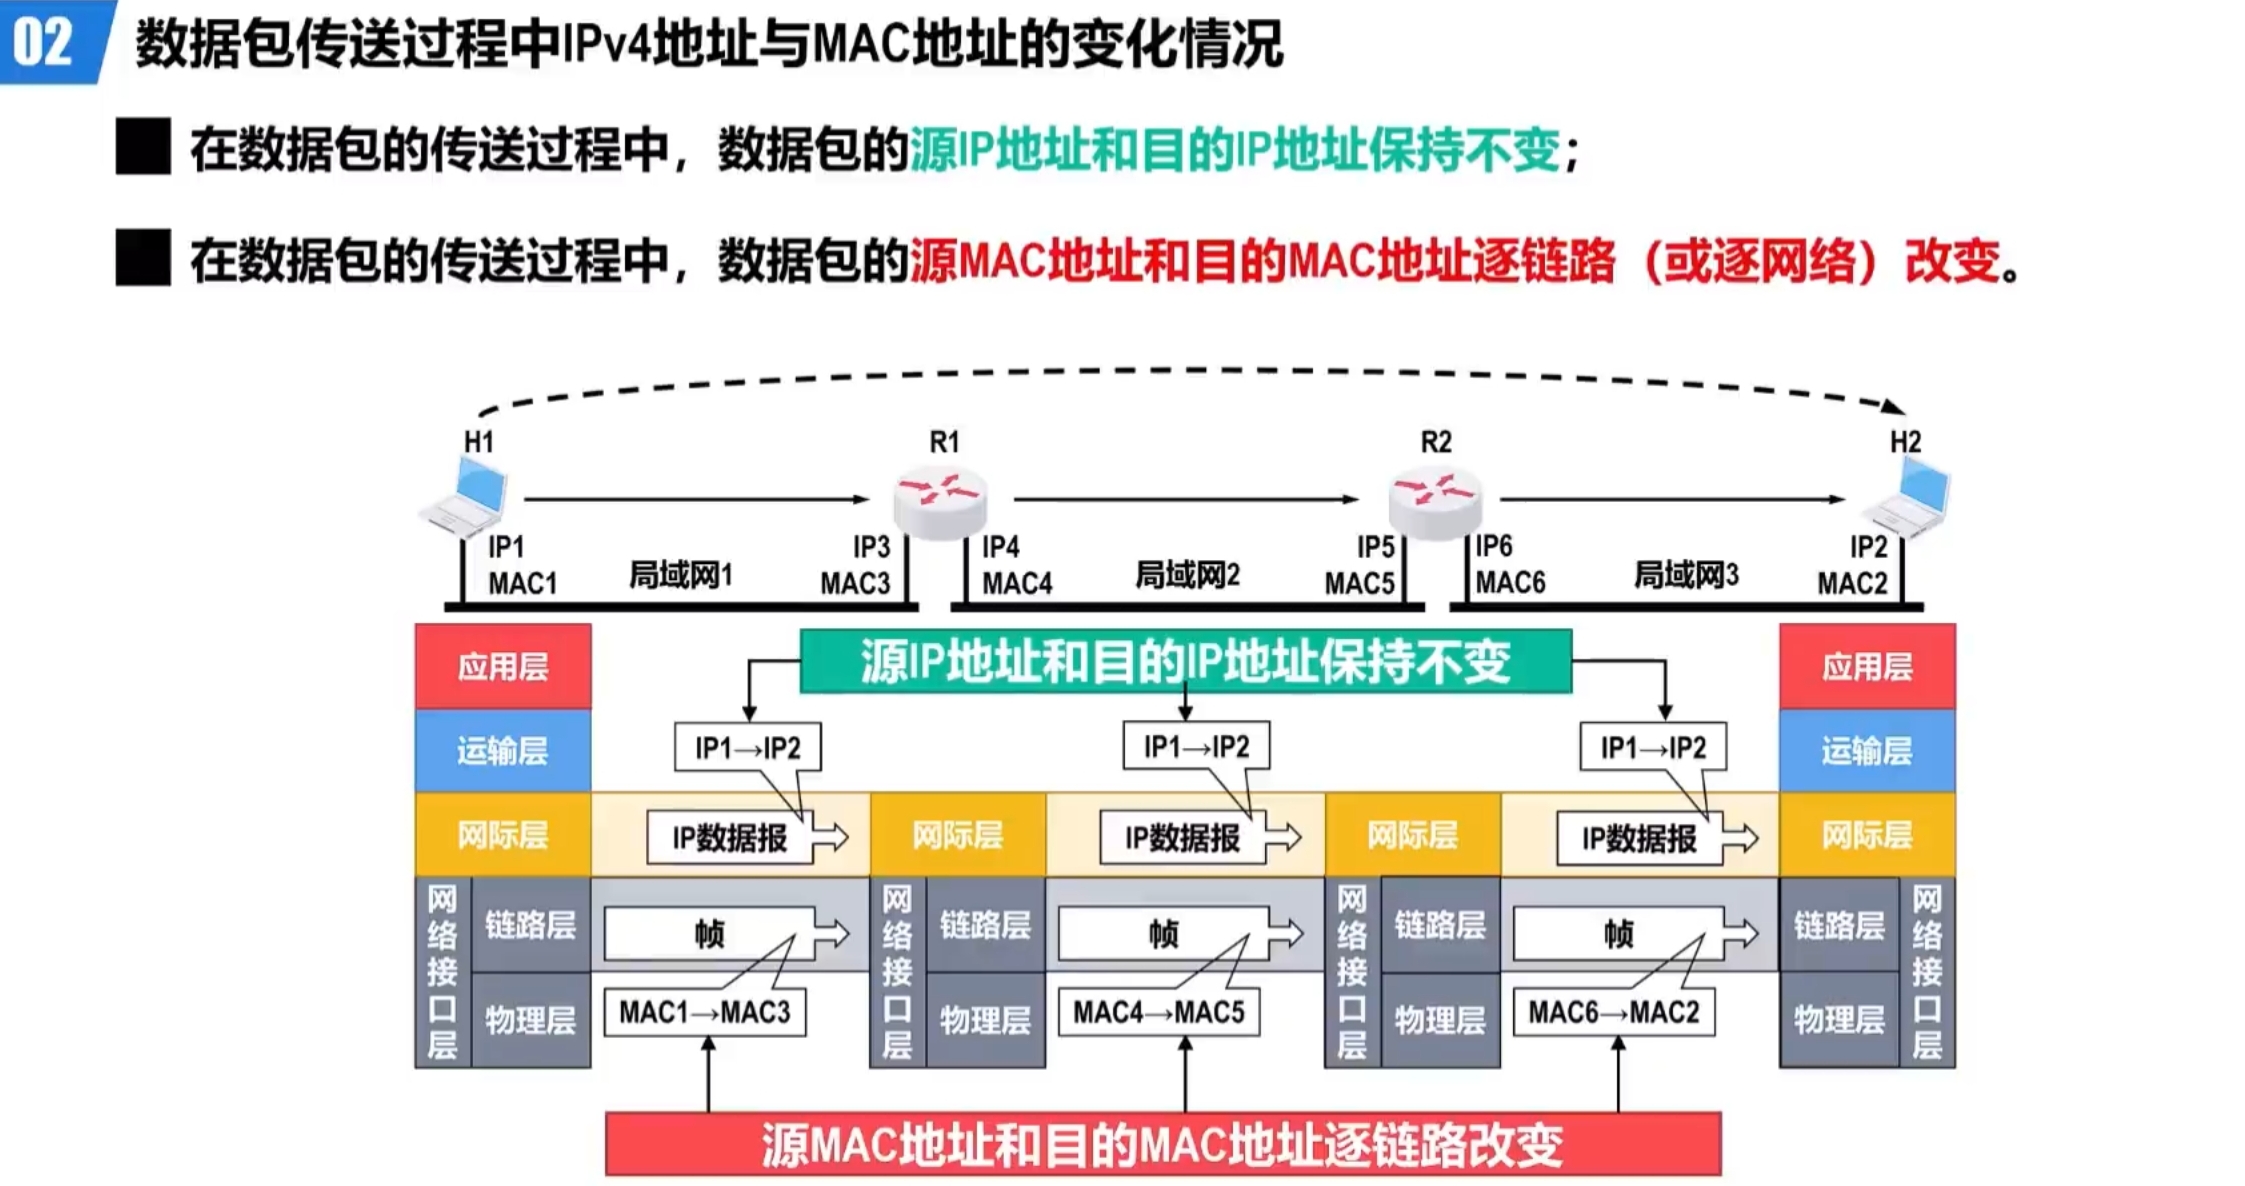 02 数据包传送过程中IPv4地址与MAC地址的变化情况
在数据包的传送过程中，数据包的源IP地址和目的IP地址保持不变；
在数据包的传送过程中，数据包的源MAC地址和目的MAC地址逐链路（或逐网络）改变。
H1 R1 R2 H2
IP1 IP3 IP4 IP5 IP6 IP2
MAC1 局域网1 MAC3 MAC4 局域网2 MAC5 MAC6 局域网3 MAC2
应用层 源IP地址和目的IP地址保持不变 应用层
运输层 IP1→IP2 IP1→IP2 IP1→IP2 运输层
网际层 IP数据报 网际层 IP数据报 网际层 IP数据报 网际层
网络接口层 链路层 帧 网络接口层 链路层 帧 网络接口层 链路层 帧 链路层 网络接口层
物理层 MAC1→MAC3 物理层 MAC4→MAC5 物理层 MAC6→MAC2 物理层
源MAC地址和目的MAC地址逐链路改变